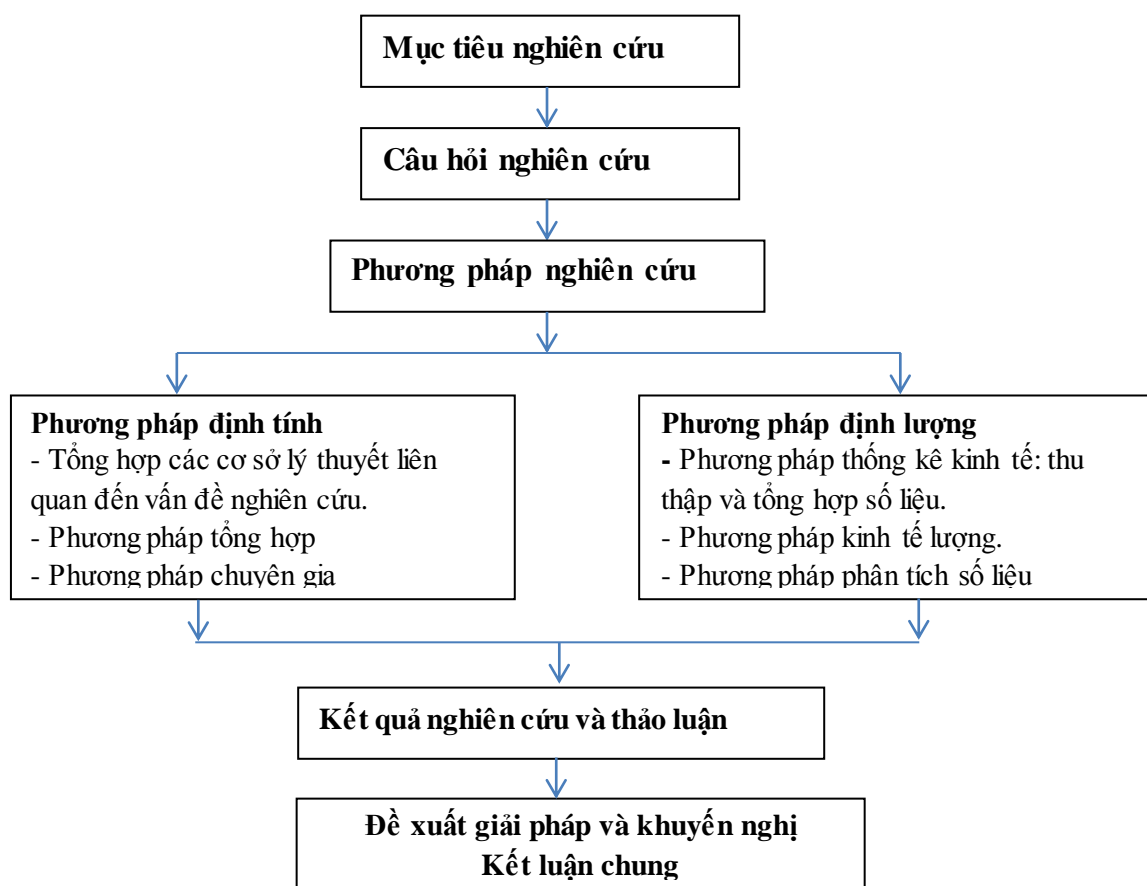 Mục tiêu nghiên cứu
Câu hỏi nghiên cứu
Phương pháp nghiên cứu
Phương pháp định tính
- Tổng hợp các cơ sở lý thuyết liên
quan đến vấn đề nghiên cứu.
- Phương pháp tổng hợp
- Phương pháp chuyên gia
Phương pháp định lượng
- Phương pháp thống kê kinh tế: thu
thập và tổng hợp số liệu.
- Phương pháp kinh tế lượng.
- Phương pháp phân tích số liệu
Kết quả nghiên cứu và thảo luận
Đề xuất giải pháp và khuyến nghị
Kết luận chung